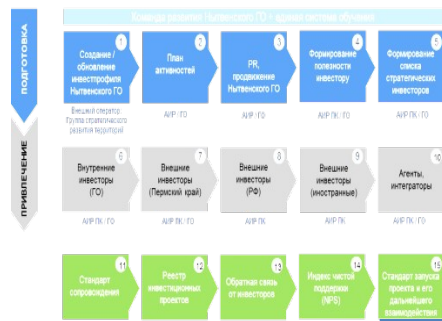 Команда развития Нытвенского ГО – единая система обучения
ПОДГОТОВКА
1
Создание /
обновление
инвестпрофиля
Нытвенского ГО
2
План
активностей
3
PR,
продвижение
Нытвенского ГО
4
Формирование
полезности
инвестору
5
Формирование
списка
стратегических
инвесторов
Внешний оператор,
Группа стратегического
развития территорий
АИР / ГО
АИР / ГО
АИР ПК / ГО
АИР ПК / ГО
ПРИВЛЕЧЕНИЕ
6
Внутренние
инвесторы
(ГО)
7
Внешние
инвесторы
(Пермский край)
8
Внешние
инвесторы
(РФ)
9
Внешние
инвесторы
(иностранные)
10
Агенты,
интеграторы
АИР ПК / ГО
АИР ПК / ГО
АИР ПК
АИР ПК
АИР ПК / ГО
11
Стандарт
сопровождения
12
Реестр
инвестиционных
проектов
13
Обратная связь
от инвесторов
14
Индекс чистой
поддержки
(NPS)
15
Стандарт запуска
проекта и его
дальнейшего
взаимодействия